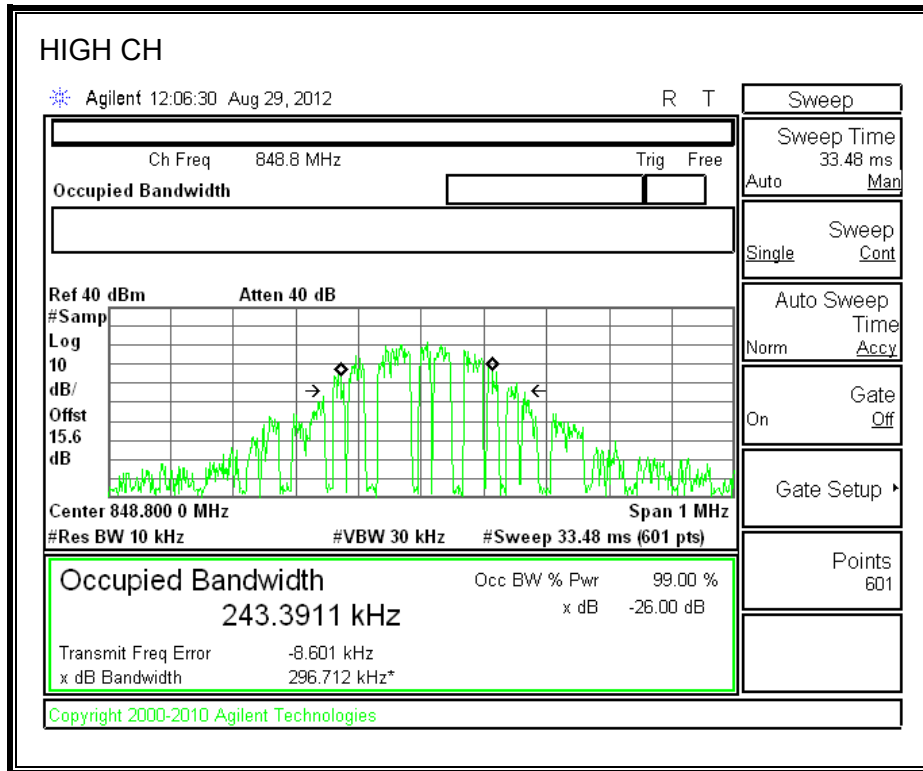 HIGH CH
Agilent 12:06:30 Aug 29, 2012 R T
Sweep
Ch Freq 848.8 MHz Trig Free
Occupied Bandwidth
Sweep Time
33.48 ms
Auto Man
Sweep
Single Cont
Auto Sweep
Time
Norm Accy
Gate
On Off
Gate Setup
Points
601
Ref 40 dBm Atten 40 dB
#Samp
Log
10
dB/
Offst
15.6
dB
Center 848.800 0 MHz Span 1 MHz
#Res BW 10 kHz #VBW 30 kHz #Sweep 33.48 ms (601 pts)
Occupied Bandwidth Occ BW % Pwr 99.00 %
243.3911 kHz x dB -26.00 dB
Transmit Freq Error -8.601 kHz
x dB Bandwidth 296.712 kHz*
Copyright 2000-2010 Agilent Technologies